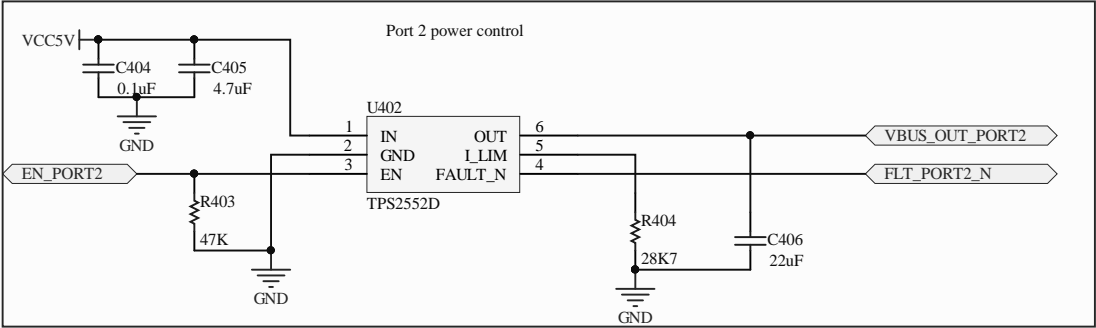 Port 2 power control
VCC5V
C404
0.1uF
C405
4.7uF
GND
U402
1 IN OUT 6
2 GND I_LIM 5
3 EN FAULT_N 4
TPS2552D
VBUS_OUT_PORT2
EN_PORT2
FLT_PORT2_N
R403
47K
GND
R404
28K7
C406
22uF
GND